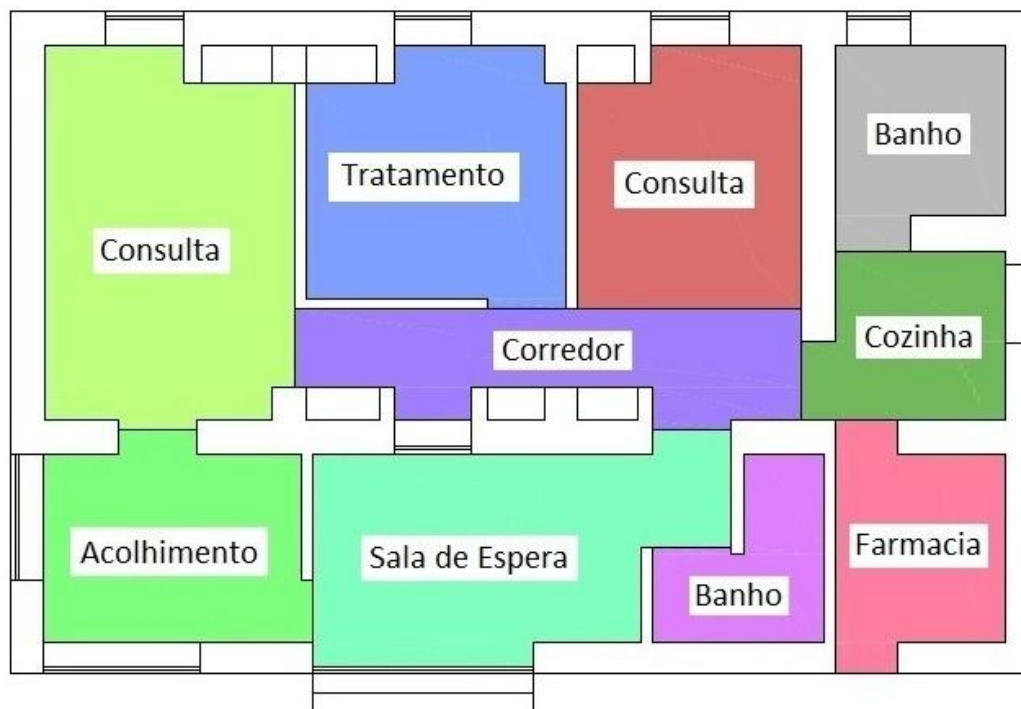 Banho
Tratamento
Consulta
Consulta
Corredor
Cozinha
Acolhimento
Sala de Espera
Farmacia
Banho